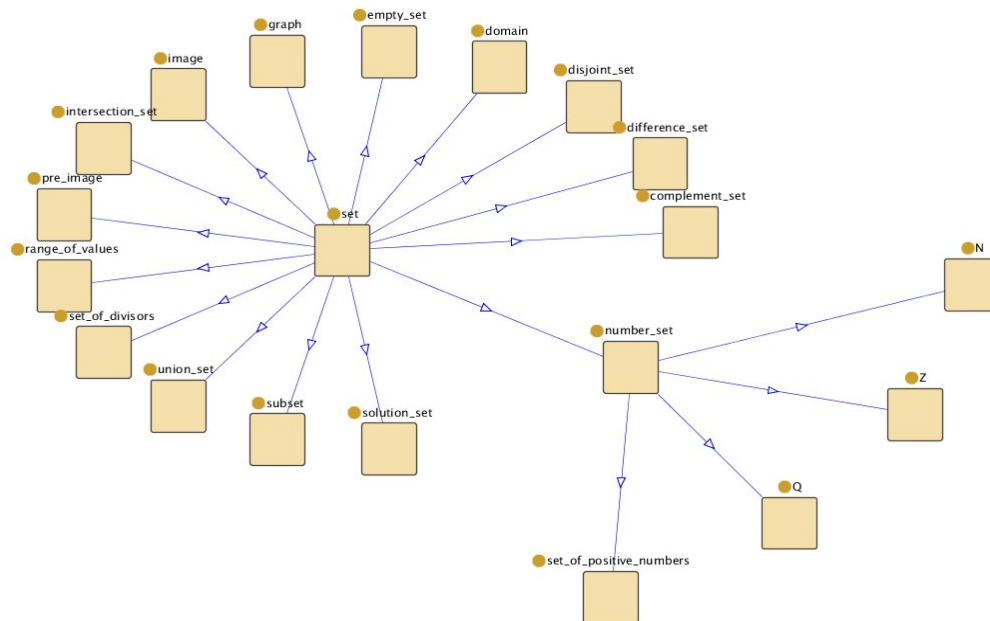 empty_set
graph
domain
image
disjoint_set
intersection_set
difference_set
pre_image
complement_set
set
range_of_values
N
set_of_divisors
number_set
union_set
Z
subset
solution_set
Q
set_of_positive_numbers